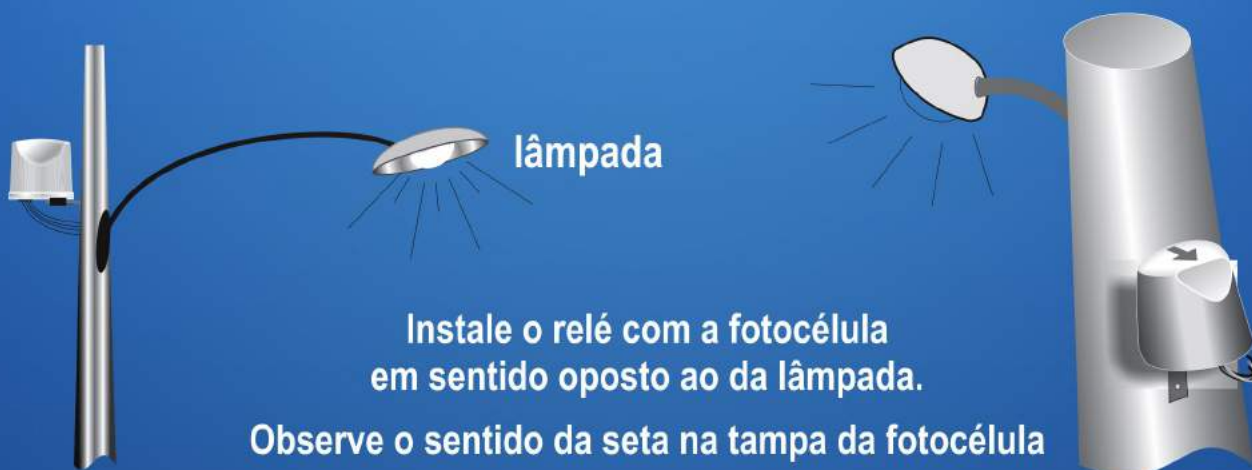 lâmpada
Instale o relé com a fotocélula
em sentido oposto ao da lâmpada.
Observe o sentido da seta na tampa da fotocélula